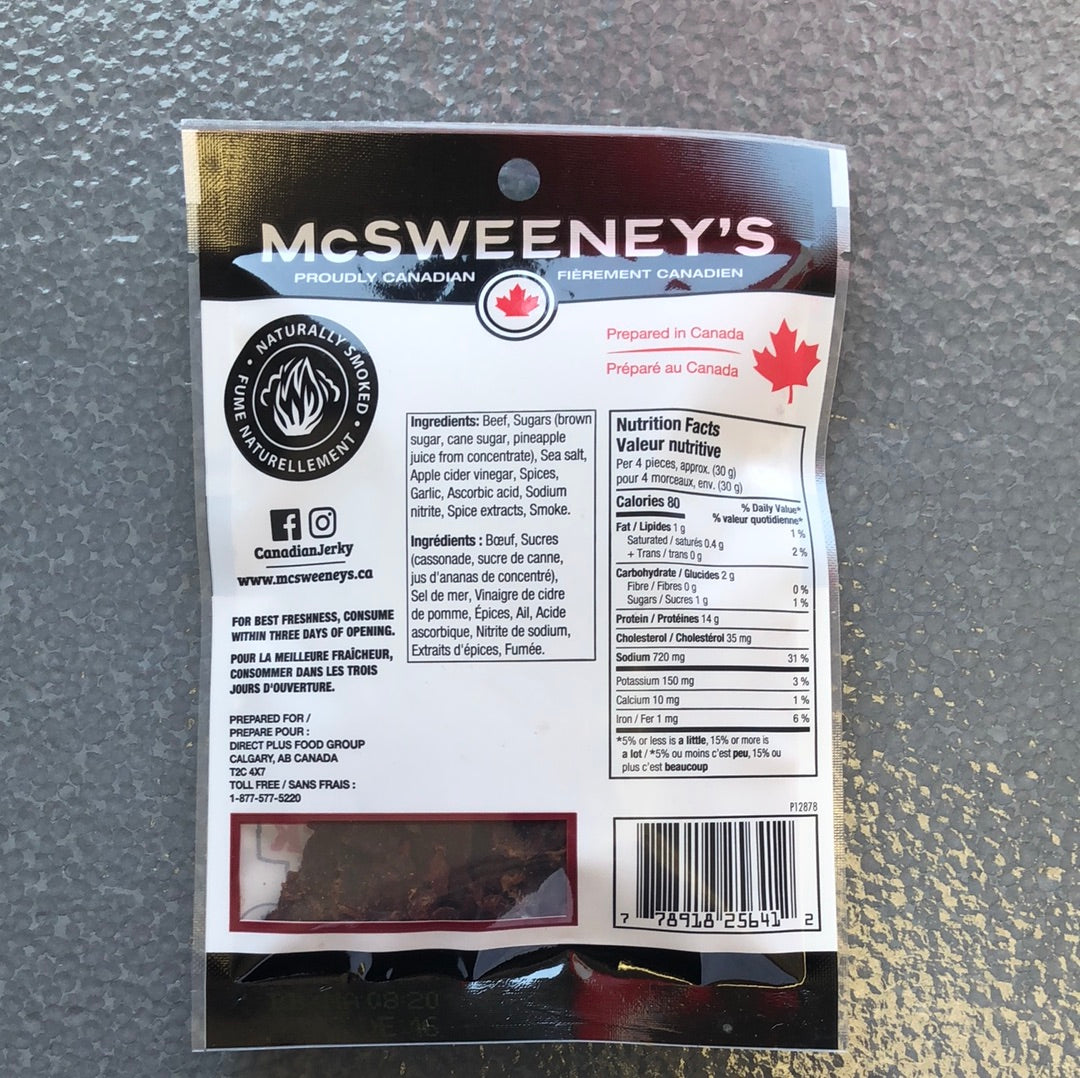 McSWEENEY'S
PROUDLY CANADIAN
FIÈREMENT CANADIEN
NATURALLY SMOKED
FUME NATURELLEMENT
Prepared in Canada
Préparé au Canada
CanadianJerky
www.mcsweeneys.ca
FOR BEST FRESHNESS, CONSUME
WITHIN THREE DAYS OF OPENING.
POUR LA MEILLEURE FRAÎCHEUR,
CONSOMMER DANS LES TROIS
JOURS D'OUVERTURE.
PREPARED FOR /
PREPARE POUR :
DIRECT PLUS FOOD GROUP
CALGARY, AB CANADA
T2C 4X7
TOLL FREE / SANS FRAIS :
1-877-577-5220
Ingredients: Beef, Sugars (brown
sugar, cane sugar, pineapple
juice from concentrate), Sea salt,
Apple cider vinegar, Spices,
Garlic, Ascorbic acid, Sodium
nitrite, Spice extracts, Smoke.
Ingrédients : Bœuf, Sucres
(cassonade, sucre de canne,
jus d'ananas de concentré),
Sel de mer, Vinaigre de cidre
de pomme, Épices, Ail, Acide
ascorbique, Nitrite de sodium,
Extraits d'épices, Fumée.
Nutrition Facts
Valeur nutritive
Per 4 pieces, approx. (30 g)
pour 4 morceaux, env. (30 g)
Calories 80
% Daily Value*
% valeur quotidienne*
Fat / Lipides 1 g 1 %
Saturated / saturés 0.4 g
+ Trans / trans 0 g 2 %
Carbohydrate / Glucides 2 g
Fibre / Fibres 0 g 0 %
Sugars / Sucres 1 g 1 %
Protein / Protéines 14 g
Cholesterol / Cholestérol 35 mg
Sodium 720 mg 31 %
Potassium 150 mg 3 %
Calcium 10 mg 1 %
Iron / Fer 1 mg 6 %
*5% or less is a little, 15% or more is
a lot / *5% ou moins c'est peu, 15% ou
plus c'est beaucoup
P12878
7 78918 25641 2
08 20